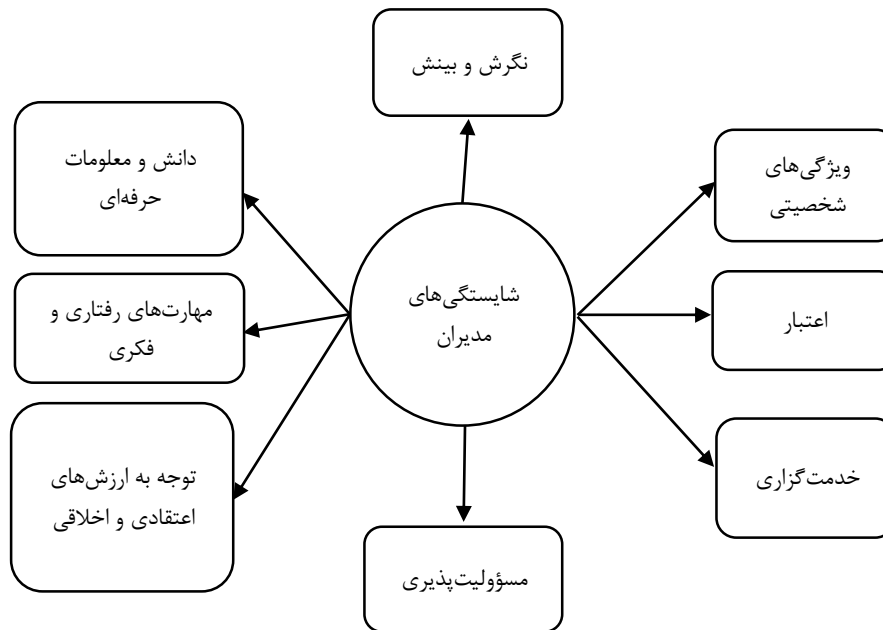 نگرش و بینش
ویژگی‌های
شخصیتی
دانش و معلومات
حرفه‌ای
شایستگی‌های
مدیران
اعتبار
مهارت‌های رفتاری و
فکری
خدمت‌گزاری
توجه به ارزش‌های
اعتقادی و اخلاقی
مسؤولیت‌پذیری